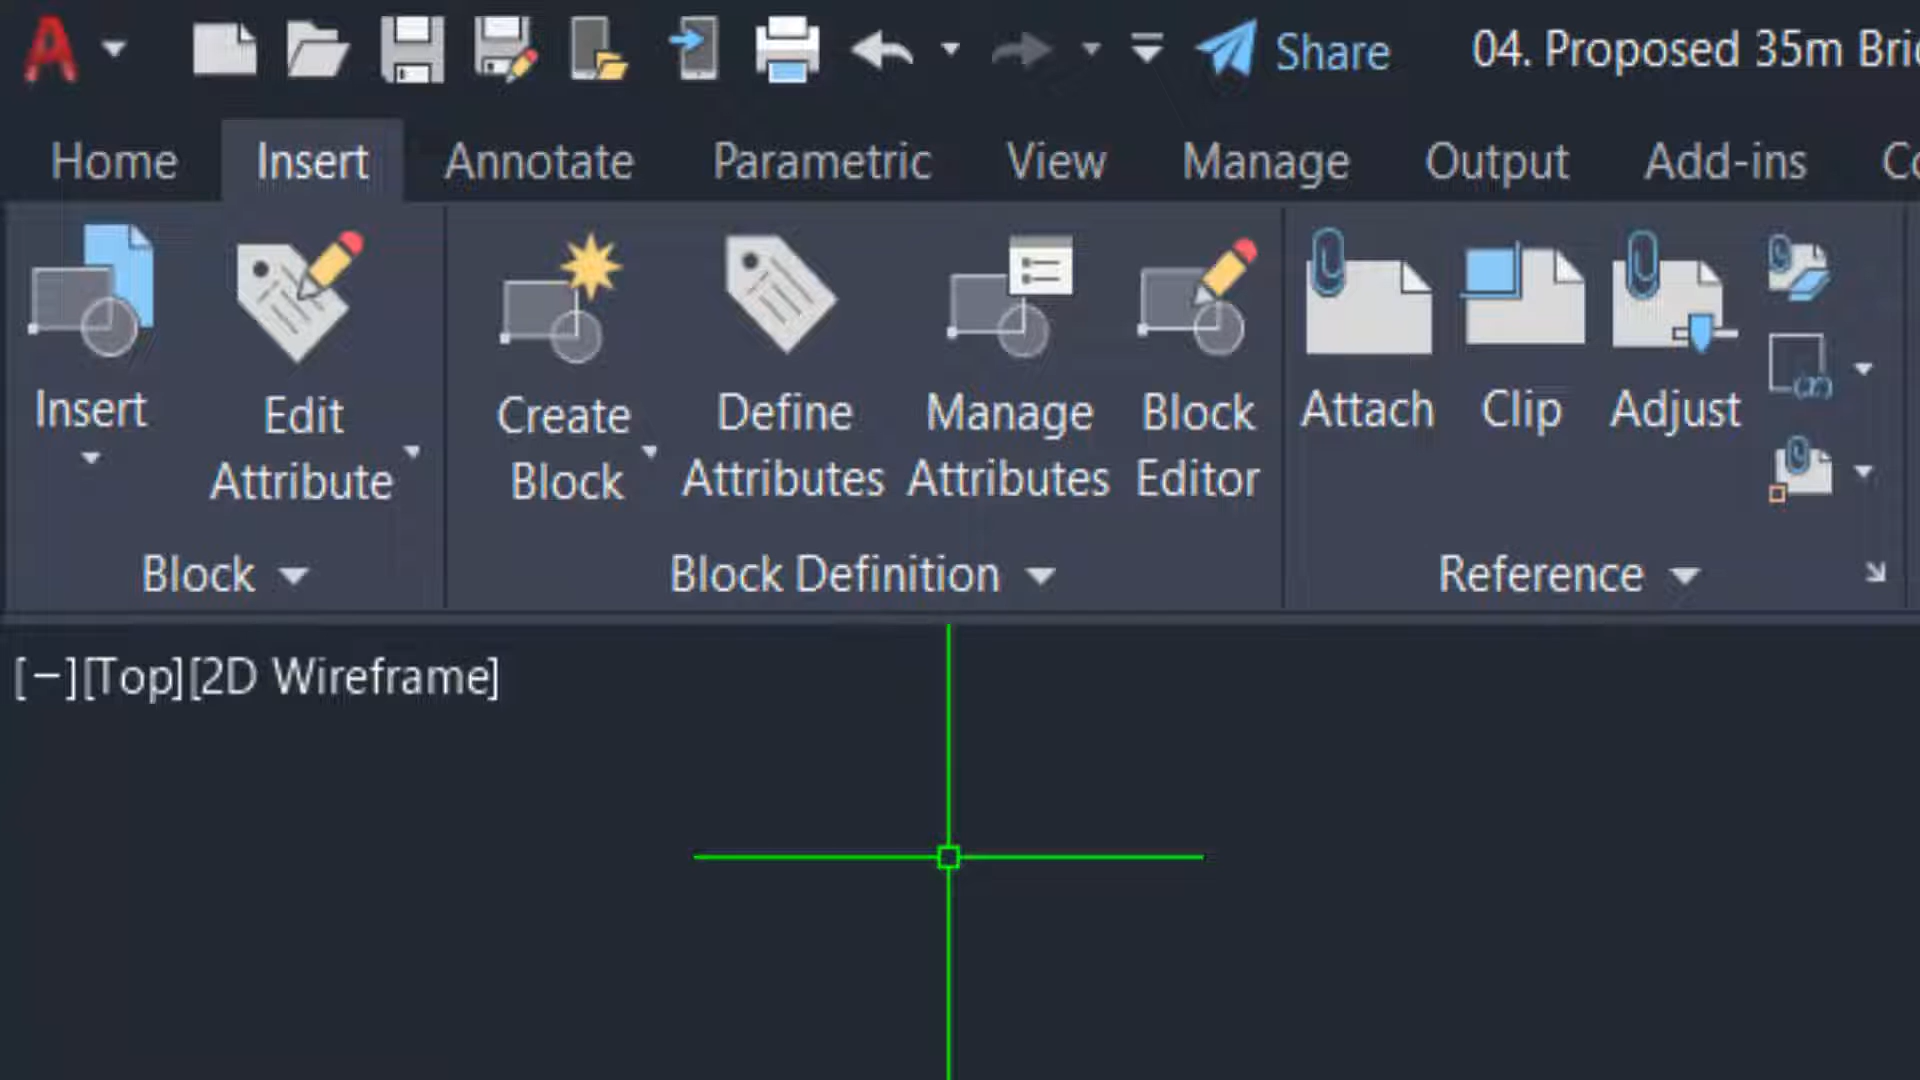 Share 04. Proposed 35m Bri
Home Insert Annotate Parametric View Manage Output Add-ins
Insert Edit Attribute Create Block Define Attributes Manage Attributes Block Editor Attach Clip Adjust
Block Block Definition Reference
[−][Top][2D Wireframe]